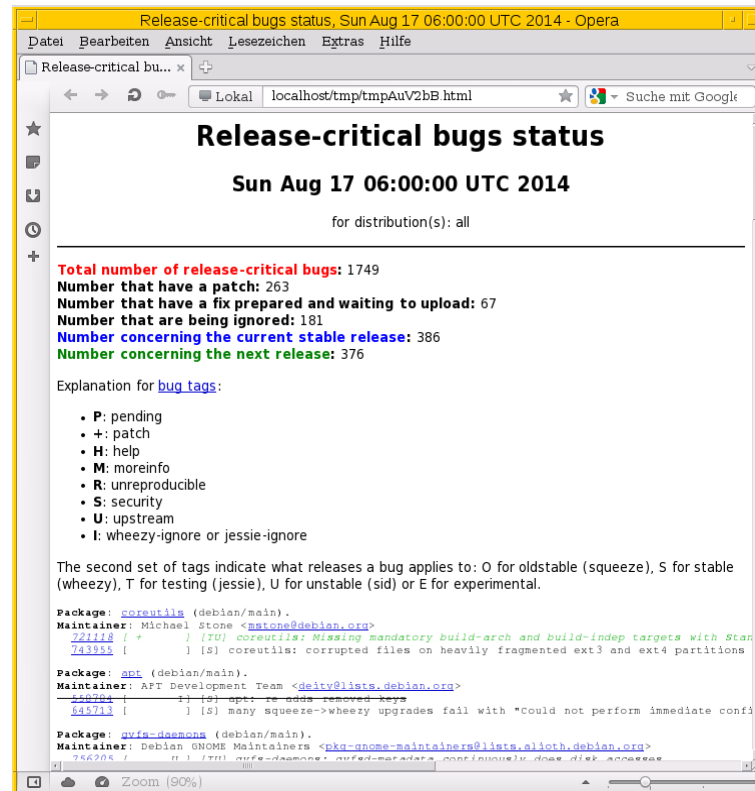 Release-critical bugs status, Sun Aug 17 06:00:00 UTC 2014 - Opera
Datei Bearbeiten Ansicht Lesezeichen Extras Hilfe
Release-critical bu...
Lokal localhost/tmp/tmpAuV2bB.html Suche mit Google
Release-critical bugs status
Sun Aug 17 06:00:00 UTC 2014
for distribution(s): all
Total number of release-critical bugs: 1749
Number that have a patch: 263
Number that have a fix prepared and waiting to upload: 67
Number that are being ignored: 181
Number concerning the current stable release: 386
Number concerning the next release: 376
Explanation for bug tags:
• P: pending
• +: patch
• H: help
• M: moreinfo
• R: unreproducible
• S: security
• U: upstream
• I: wheezy-ignore or jessie-ignore
The second set of tags indicate what releases a bug applies to: O for oldstable (squeeze), S for stable
(wheezy), T for testing (jessie), U for unstable (sid) or E for experimental.
Package: coreutils (debian/main).
Maintainer: Michael Stone <mstone@debian.org>
721118 [ + ] [TU] coreutils: Missing mandatory build-arch and build-indep targets with Stan
743955 [ ] [S] coreutils: corrupted files on heavily fragmented ext3 and ext4 partitions
Package: apt (debian/main).
Maintainer: APT Development Team <deity@lists.debian.org>
550704 [ I] [S] apt: re-adds removed keys
645713 [ ] [S] many squeeze->wheezy upgrades fail with "Could not perform immediate confi
Package: gvfs-daemons (debian/main).
Maintainer: Debian GNOME Maintainers <pkg-gnome-maintainers@lists.alioth.debian.org>
756205 [ U ] [TU] gvfs-daemons: gvfsd-metadata continuously does disk accesses
Zoom (90%)